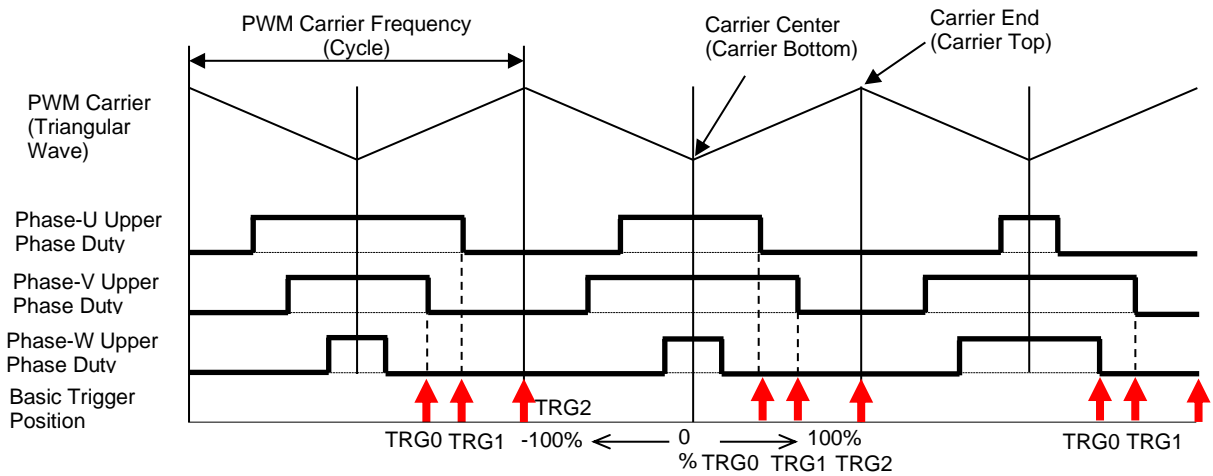 PWM Carrier Frequency
(Cycle)
Carrier Center
(Carrier Bottom)
Carrier End
(Carrier Top)
PWM Carrier
(Triangular
Wave)
Phase-U Upper
Phase Duty
Phase-V Upper
Phase Duty
Phase-W Upper
Phase Duty
Basic Trigger
Position
TRG2
TRG0 TRG1 -100% 0 100% TRG0 TRG1
% TRG0 TRG1 TRG2